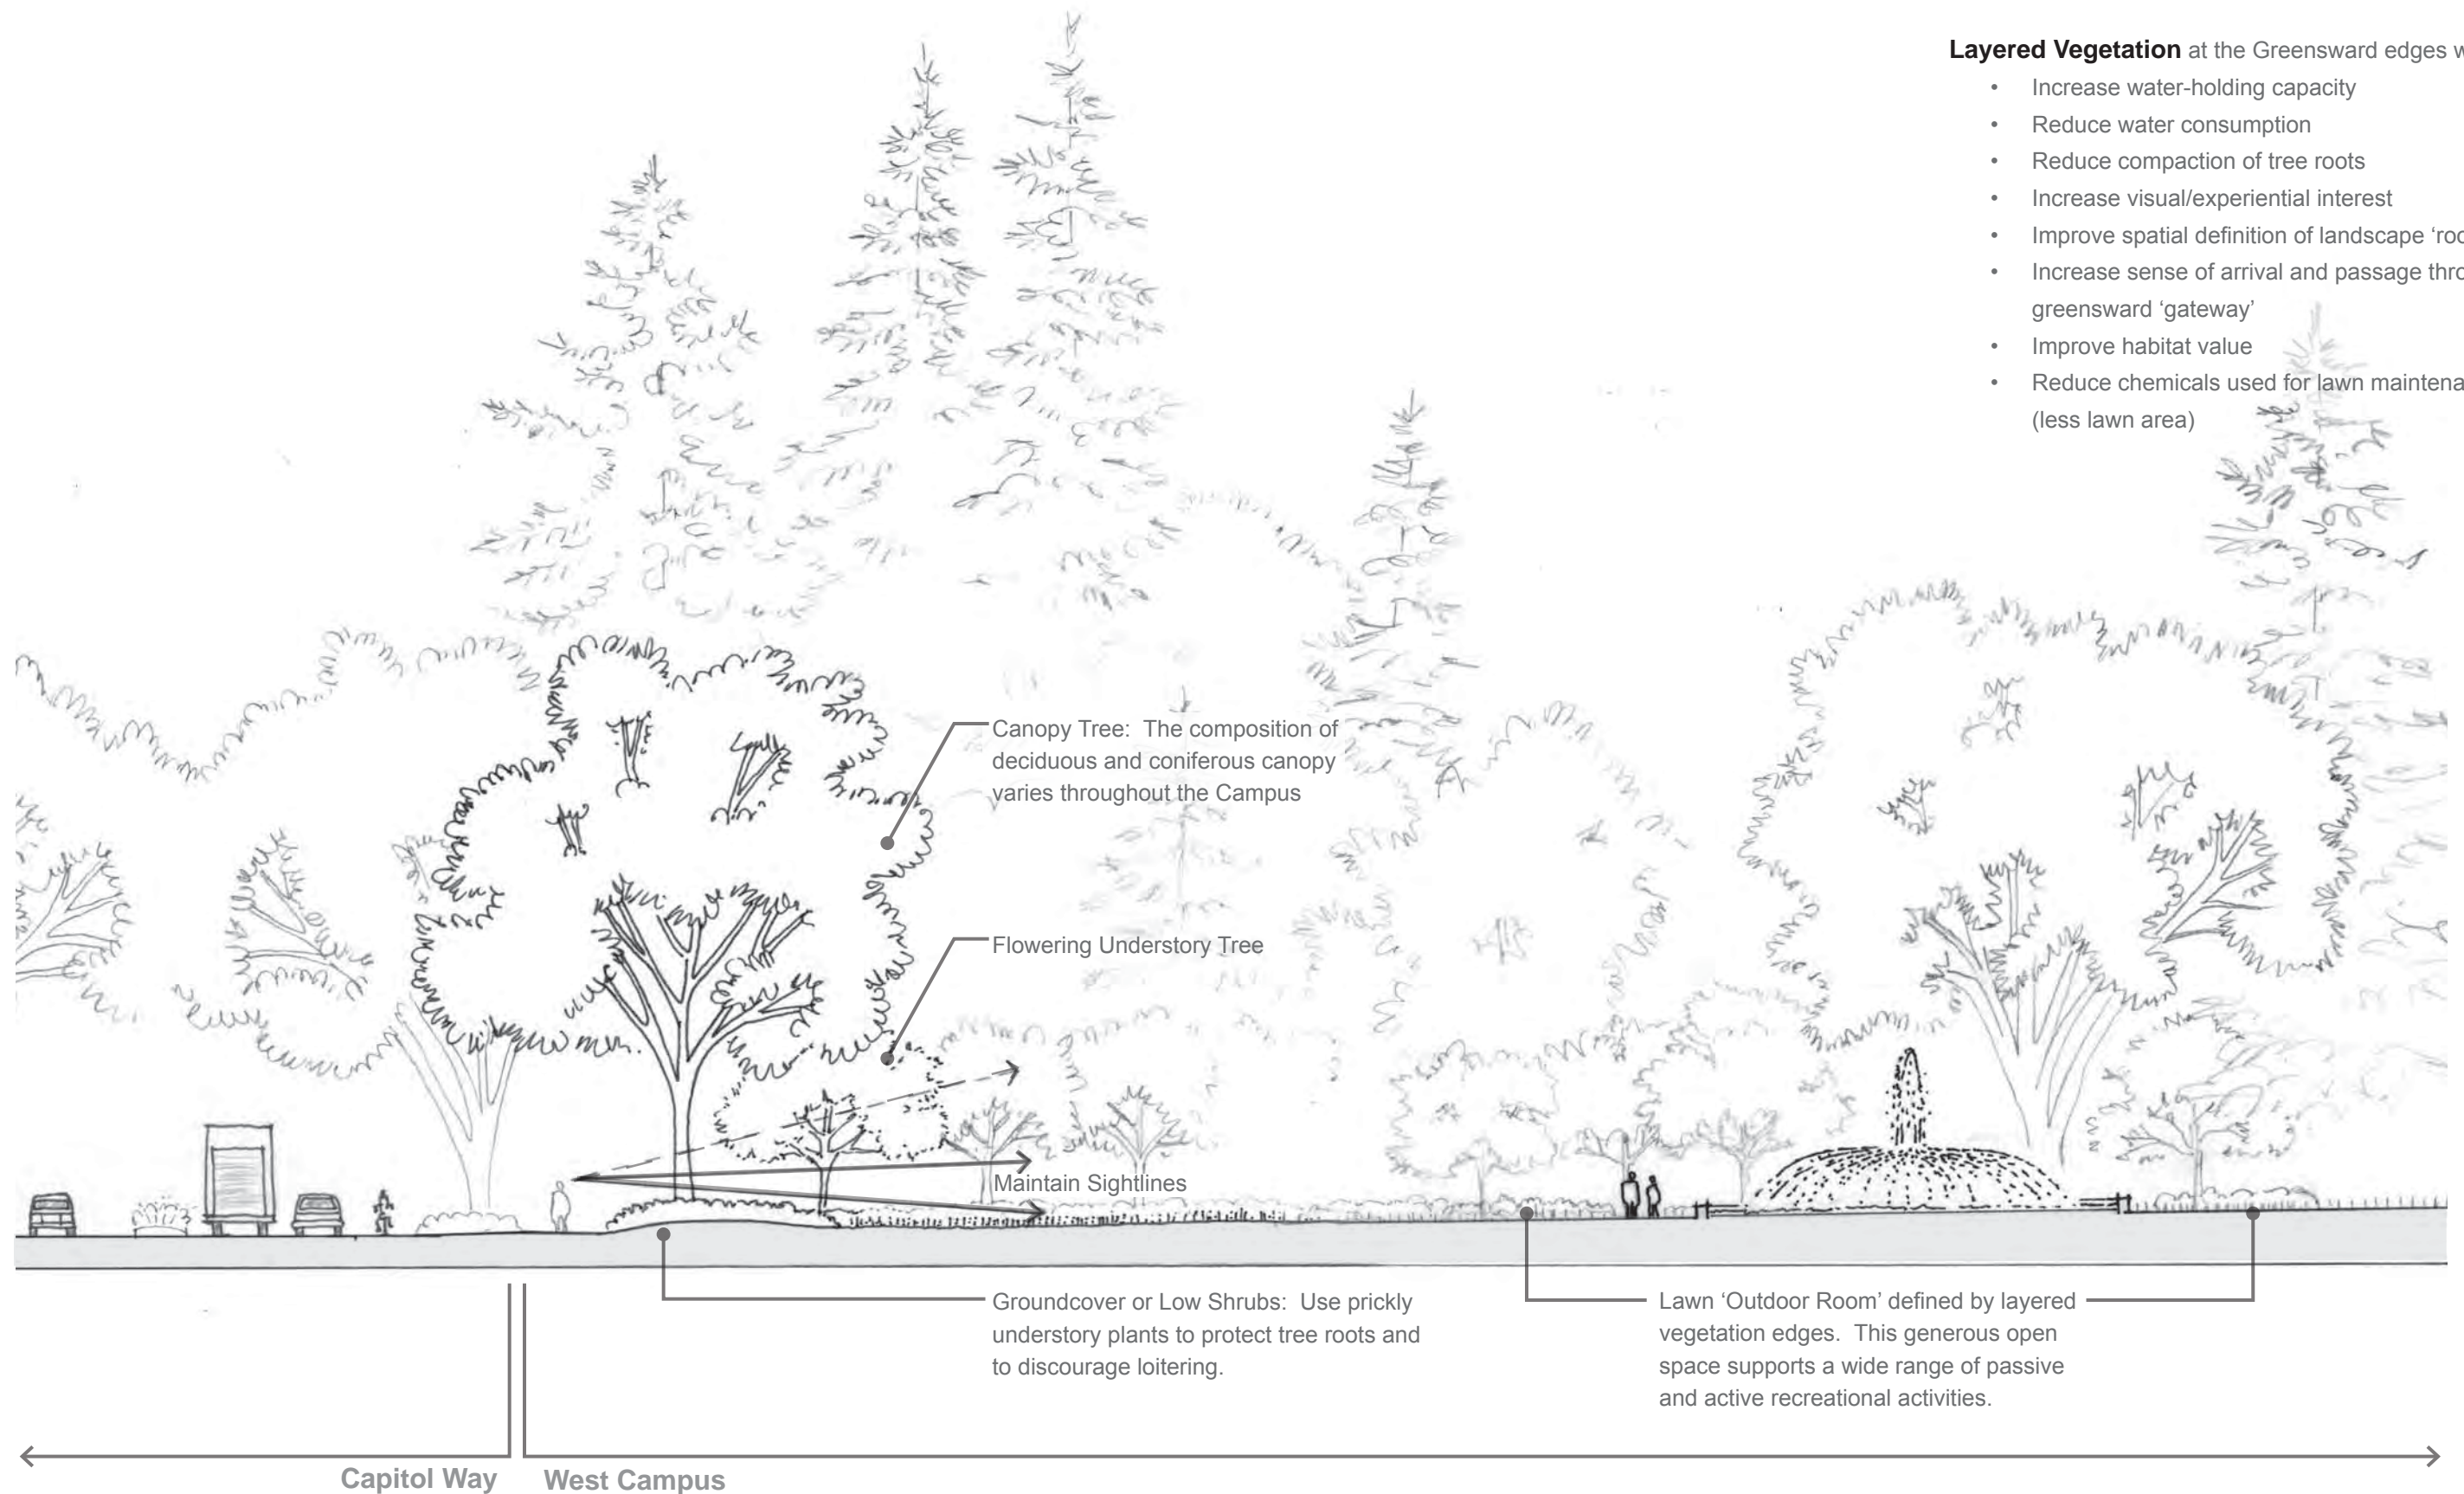 Layered Vegetation at the Greensward edges
• Increase water-holding capacity
• Reduce water consumption
• Reduce compaction of tree roots
• Increase visual/experiential interest
• Improve spatial definition of landscape
• Increase sense of arrival and passage
greensward ‘gateway’
• Improve habitat value
• Reduce chemicals used for lawn
(less lawn area)
Canopy Tree: The composition of
deciduous and coniferous canopy
varies throughout the Campus
Flowering Understory Tree
Maintain Sightlines
Groundcover or Low Shrubs: Use prickly
understory plants to protect tree roots and
to discourage loitering.
Lawn ‘Outdoor Room’ defined by layered
vegetation edges. This generous open
space supports a wide range of passive
and active recreational activities.
Capitol Way
West Campus